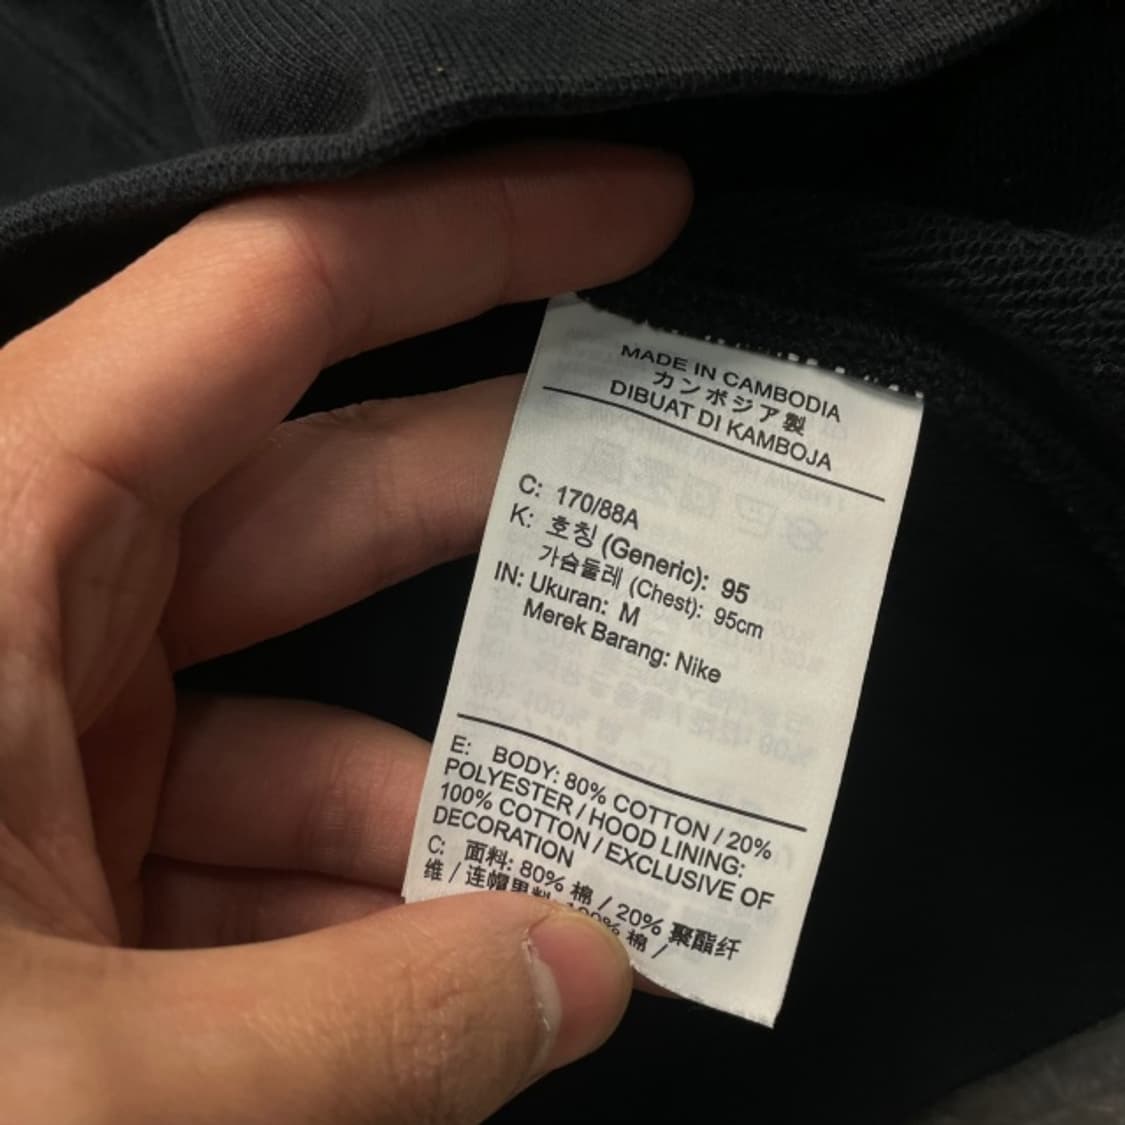 MADE IN CAMBODIA
カンボジア製
DIBUAT DI KAMBOJA
C: 170/88A
K: 호칭 (Generic): 95
가슴둘레 (Chest): 95cm
IN: Ukuran: M
Merek Barang: Nike
E: BODY: 80% COTTON / 20%
POLYESTER / HOOD LINING:
100% COTTON / EXCLUSIVE OF
DECORATION
C: 面料: 80% 棉 / 20% 聚酯纤
维 / 连帽里料: 100% 棉 /